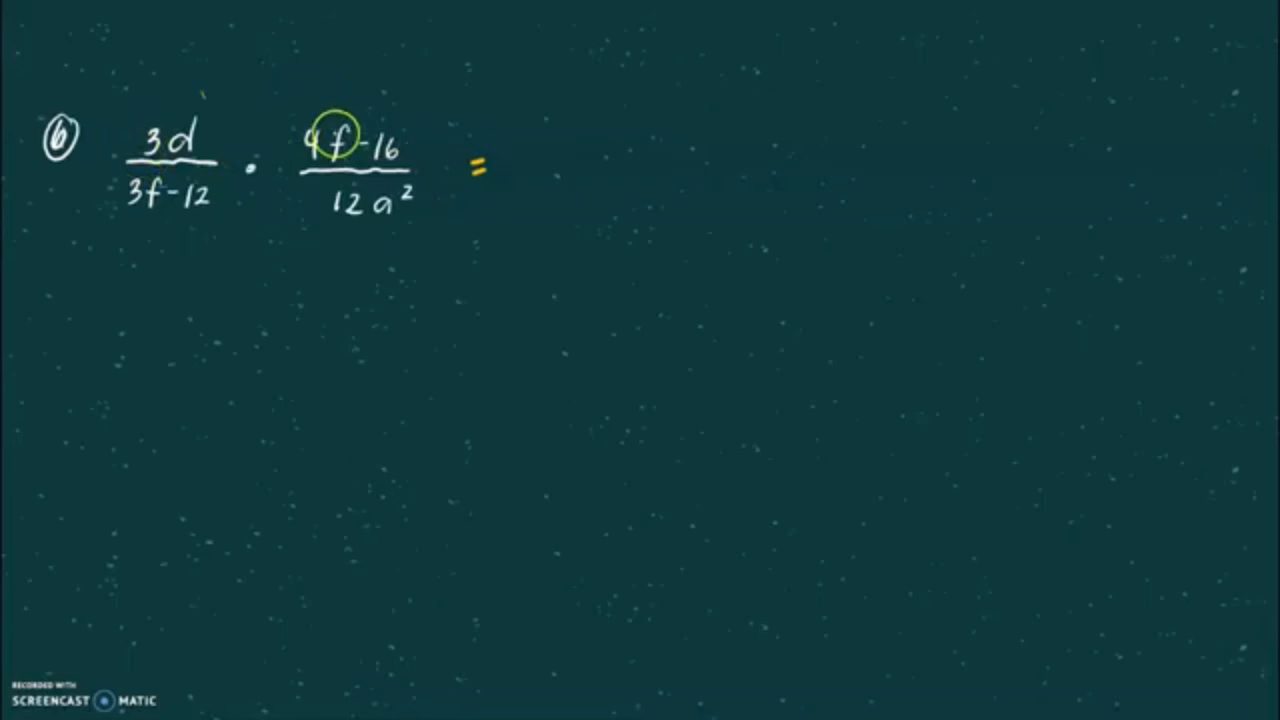 6 3d/3f-12 · 4f-16/12a² =
RECORDED WITH
SCREENCAST MATIC